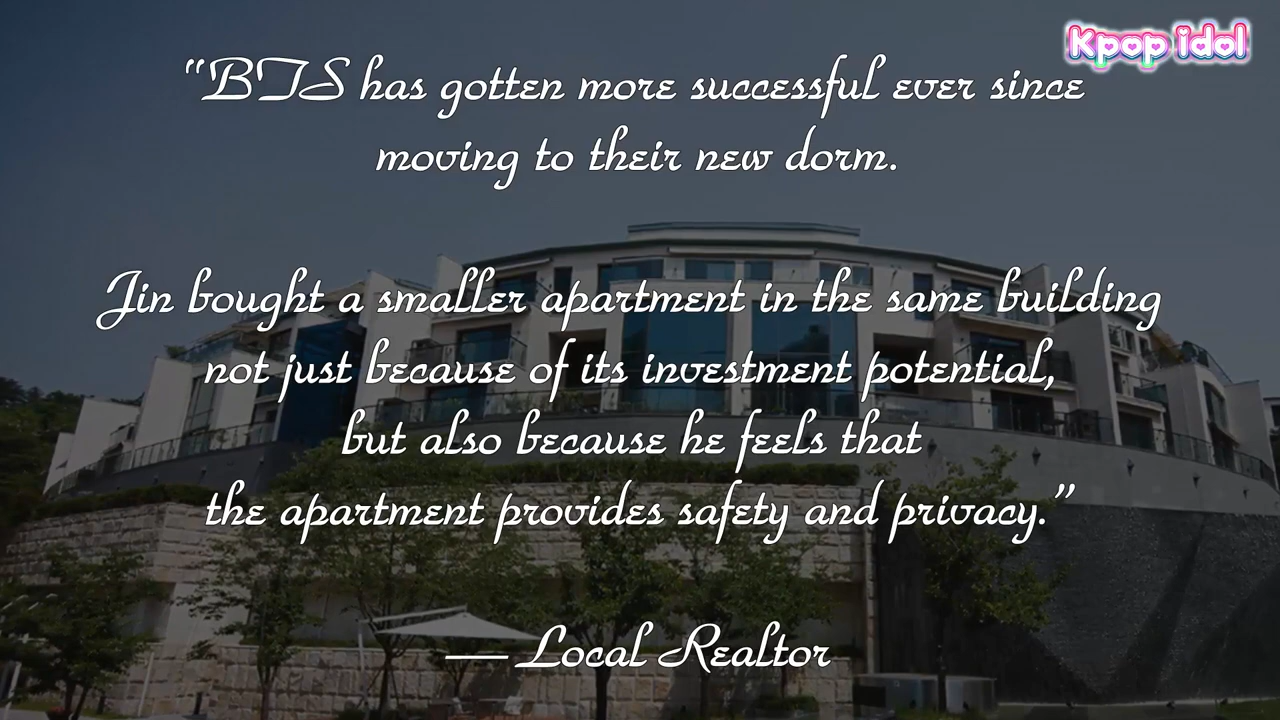 Kpop idol
"BTS has gotten more successful ever since
moving to their new dorm.
Jin bought a smaller apartment in the same building
not just because of its investment potential,
but also because he feels that
the apartment provides safety and privacy."
— Local Realtor